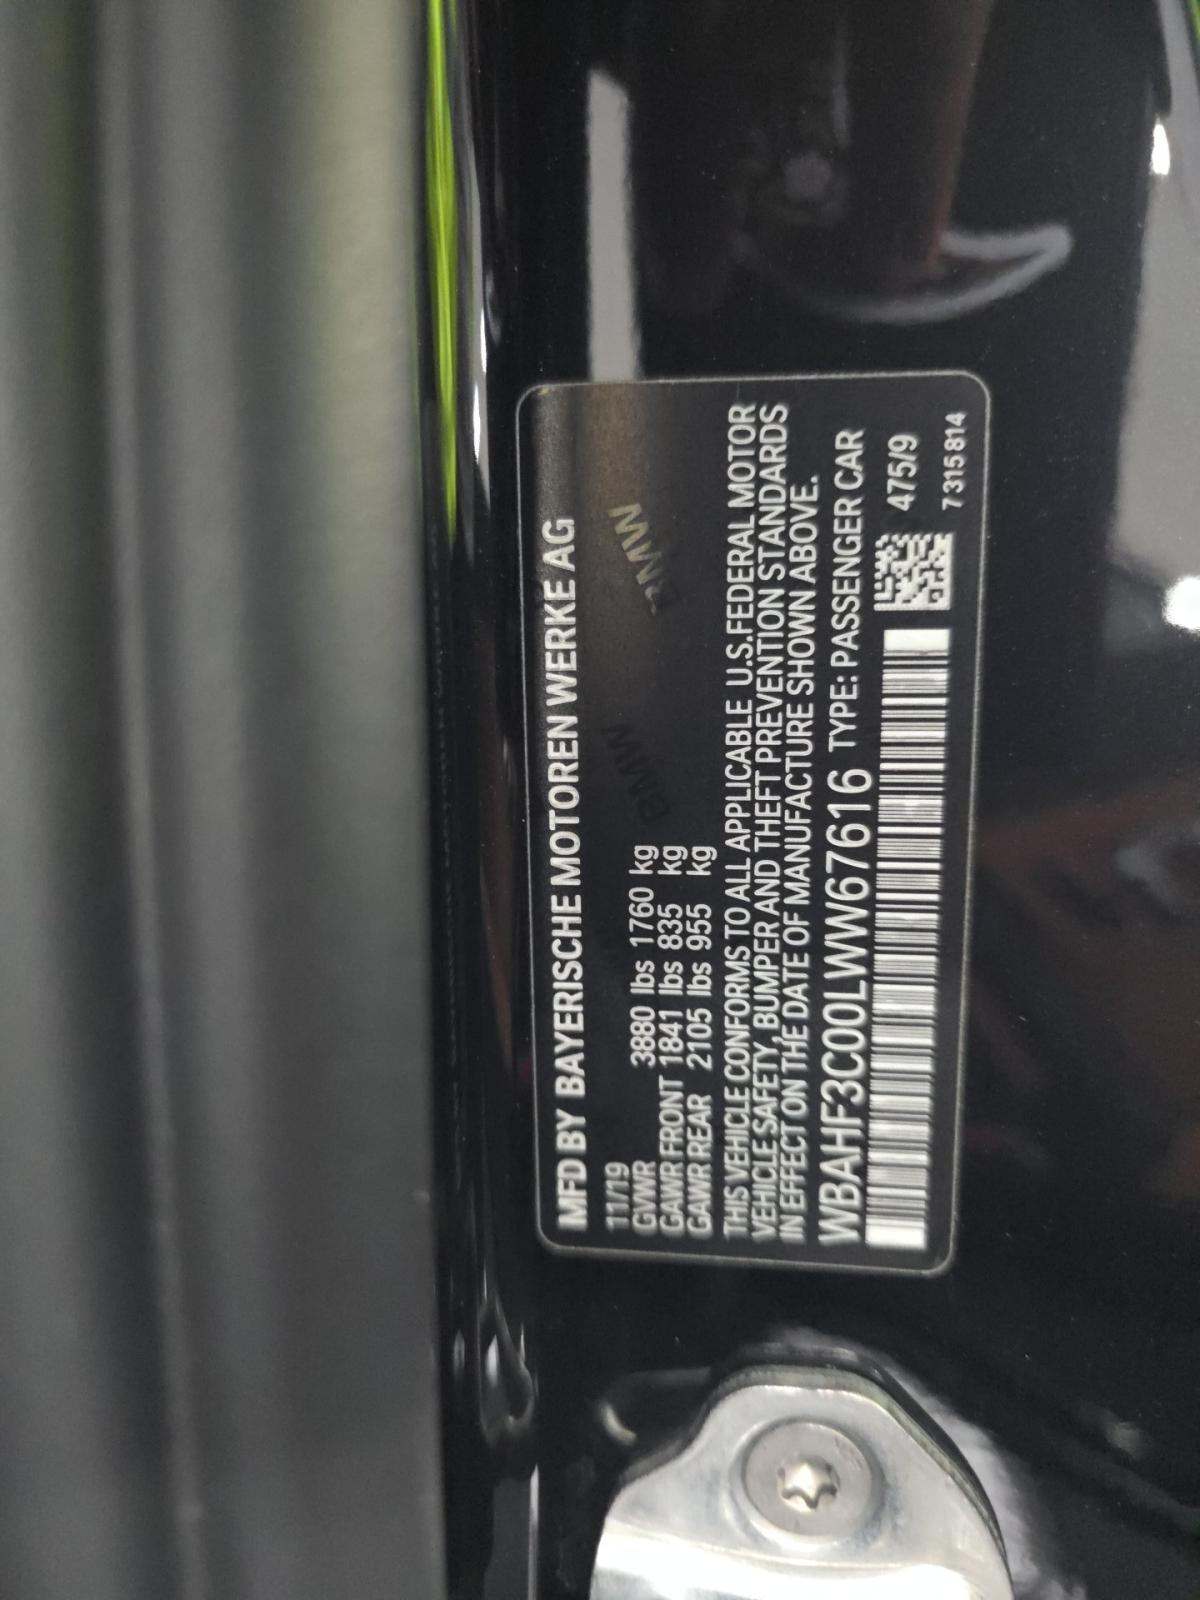 MFD BY BAYERISCHE MOTOREN WERKE AG
11/19
GVWR 3880 lbs 1760 kg
GAWR FRONT 1841 lbs 835 kg
GAWR REAR 2105 lbs 955 kg
BMW BMW
THIS VEHICLE CONFORMS TO ALL APPLICABLE U.S. FEDERAL MOTOR
VEHICLE SAFETY, BUMPER AND THEFT PREVENTION STANDARDS
IN EFFECT ON THE DATE OF MANUFACTURE SHOWN ABOVE.
WBAHF3C00LWW67616 TYPE: PASSENGER CAR
475/9
7 315 814